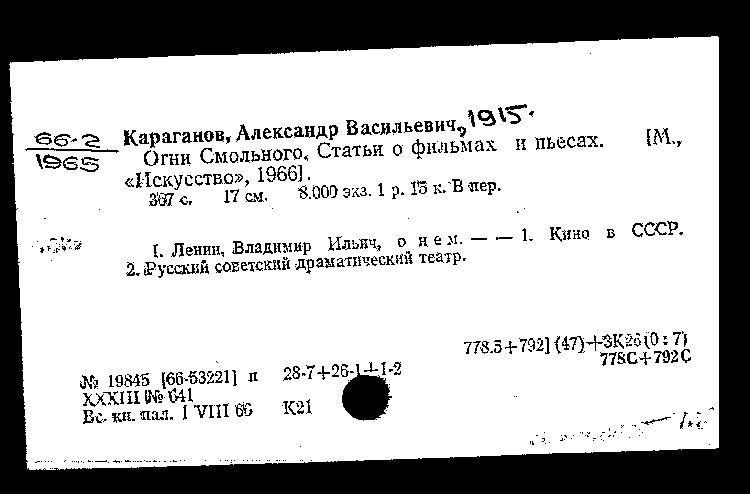 66-2
1965
Караганов, Александр Васильевич, 1915.
Огни Смольного. Статьи о фильмах и пьесах. [М.,
«Искусство», 1966].
367 с. 17 см. 8.000 экз. 1 р. 15 к. В пер.
I. Ленин, Владимир Ильич, о нем. — — 1. Кино в СССР.
2. Русский советский драматический театр.
778.5+792] (47)+3К26(0:7)
778С+792С
№ 19845 [66-53221] п 28-7+26-1+1-2
XXXIII № 641
Вс. кн. пал. 1 VIII 66 К21